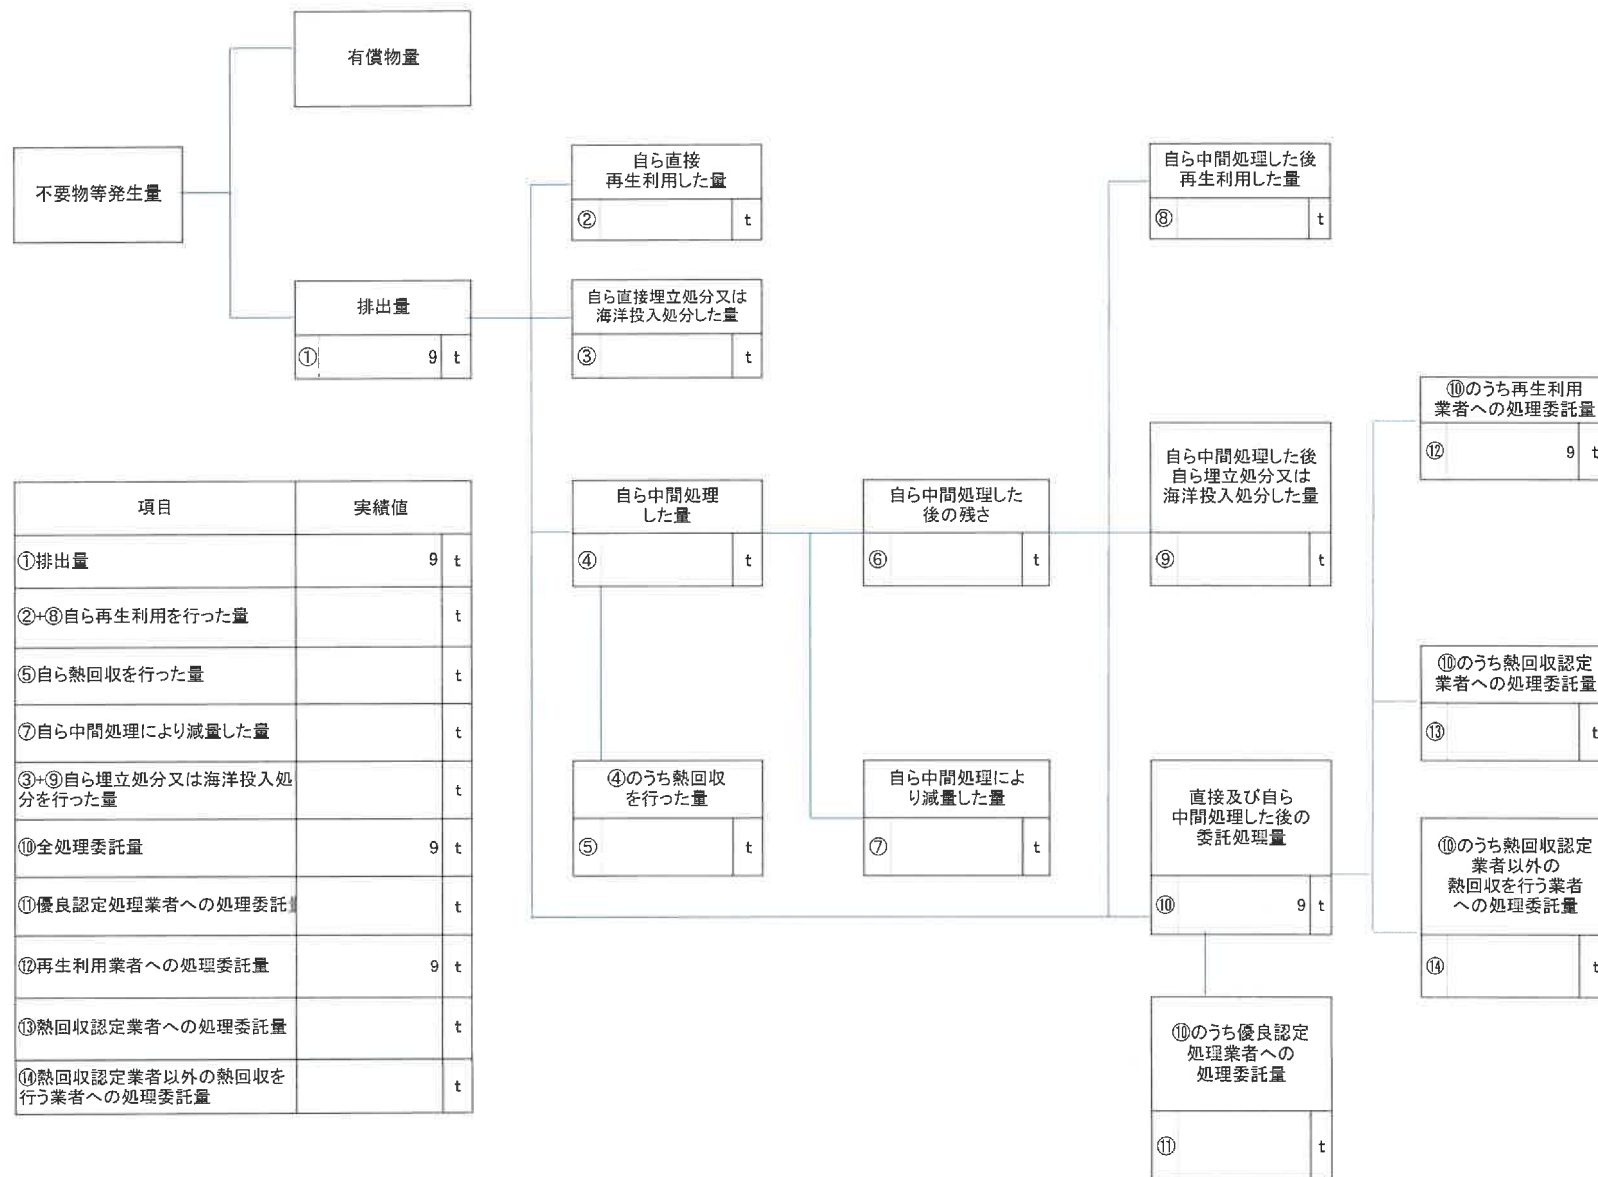 有償物量
不要物等発生量
自ら直接
再生利用した量
② t
自ら中間処理した後
再生利用した量
⑧ t
排出量
① 9 t
自ら直接埋立処分又は
海洋投入処分した量
③ t
⑩のうち再生利用
業者への処理委託量
⑫ 9 t
自ら中間処理した後
自ら埋立処分又は
海洋投入処分した量
⑨ t
自ら中間処理
した量
④ t
自ら中間処理した
後の残さ
⑥ t
項目 実績値
①排出量 9 t
②+⑧自ら再生利用を行った量 t
⑤自ら熱回収を行った量 t
⑦自ら中間処理により減量した量 t
③+⑨自ら埋立処分又は海洋投入処
分を行った量 t
⑩全処理委託量 9 t
⑪優良認定処理業者への処理委託 t
⑫再生利用業者への処理委託量 9 t
⑬熱回収認定業者への処理委託量 t
⑭熱回収認定業者以外の熱回収を
行う業者への処理委託量 t
⑩のうち熱回収認定
業者への処理委託量
⑬ t
④のうち熱回収
を行った量
⑤ t
自ら中間処理によ
り減量した量
⑦ t
直接及び自ら
中間処理した後の
委託処理量
⑩ 9 t
⑩のうち熱回収認定
業者以外の
熱回収を行う業者
への処理委託量
⑭ t
⑩のうち優良認定
処理業者への
処理委託量
⑪ t